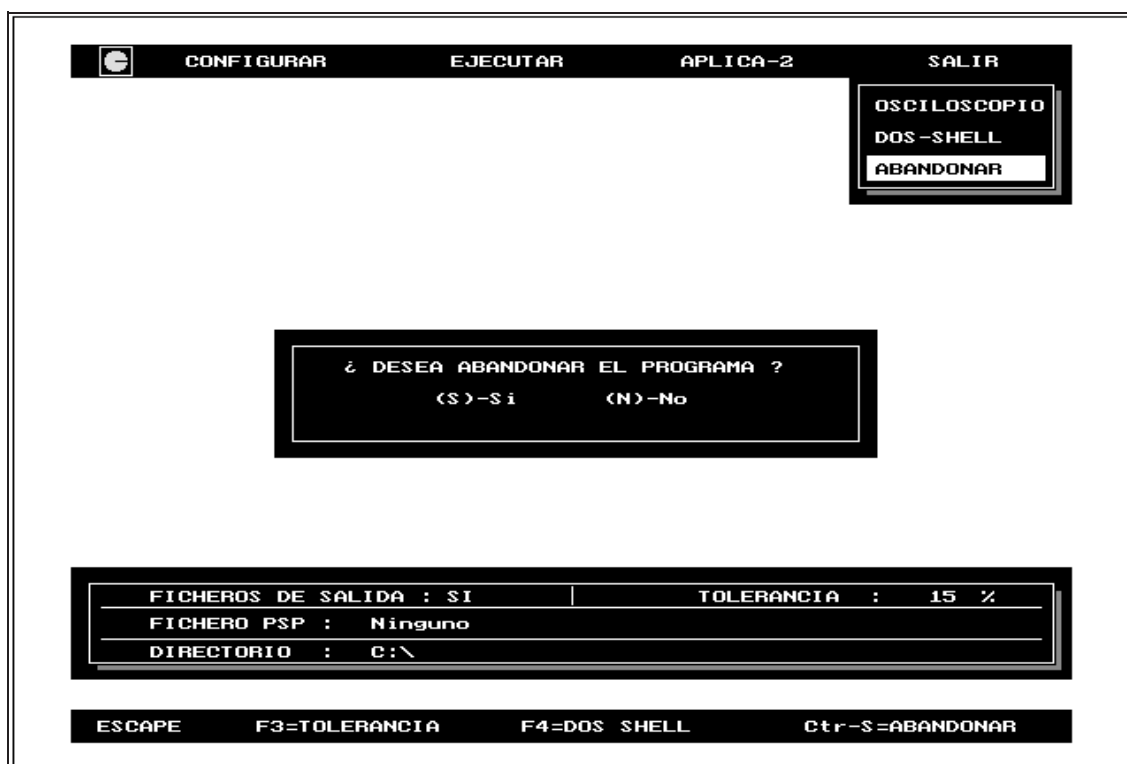 CONFIGURAR EJECUTAR APLICA-2 SALIR
OSCILOSCOPIO
DOS-SHELL
ABANDONAR
¿ DESEA ABANDONAR EL PROGRAMA ?
(S)-Si (N)-No
FICHEROS DE SALIDA : SI TOLERANCIA : 15 %
FICHERO PSP : Ninguno
DIRECTORIO : C:\
ESCAPE F3=TOLERANCIA F4=DOS SHELL Ctr-S=ABANDONAR